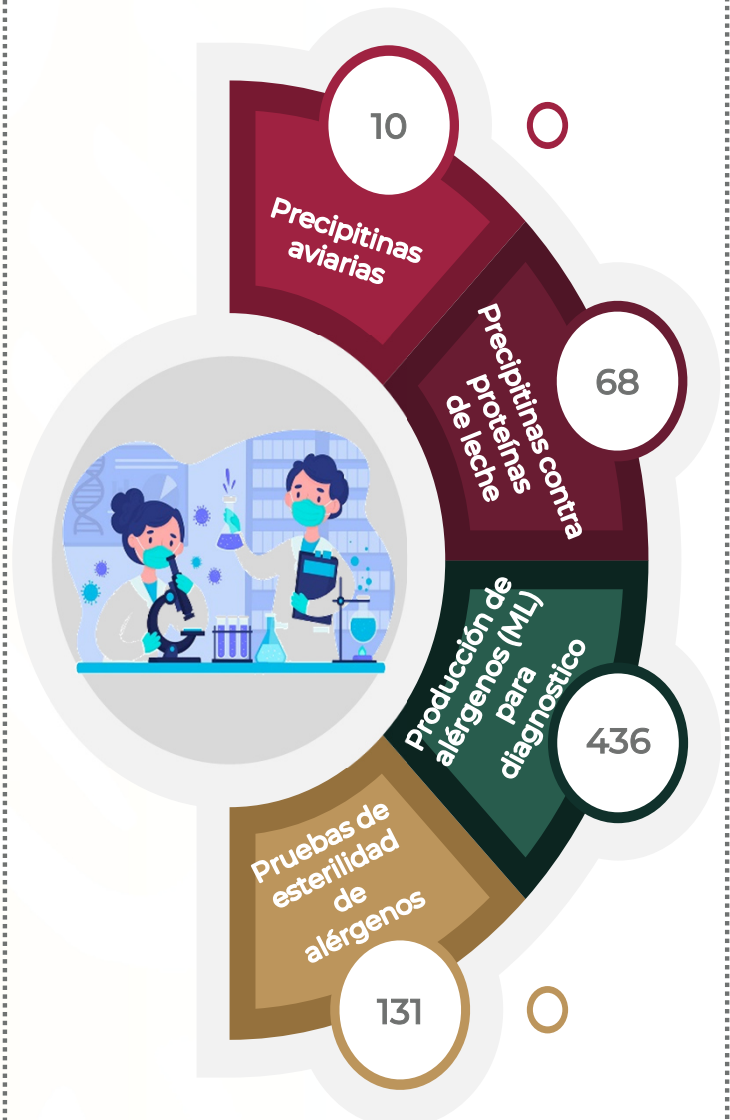 10
Precipitinas
aviarias
68
Precipitinas contra
proteínas
de leche
Producción de
alérgenos (ML)
para
diagnostico
436
Pruebas de
esterilidad
de
alérgenos
131